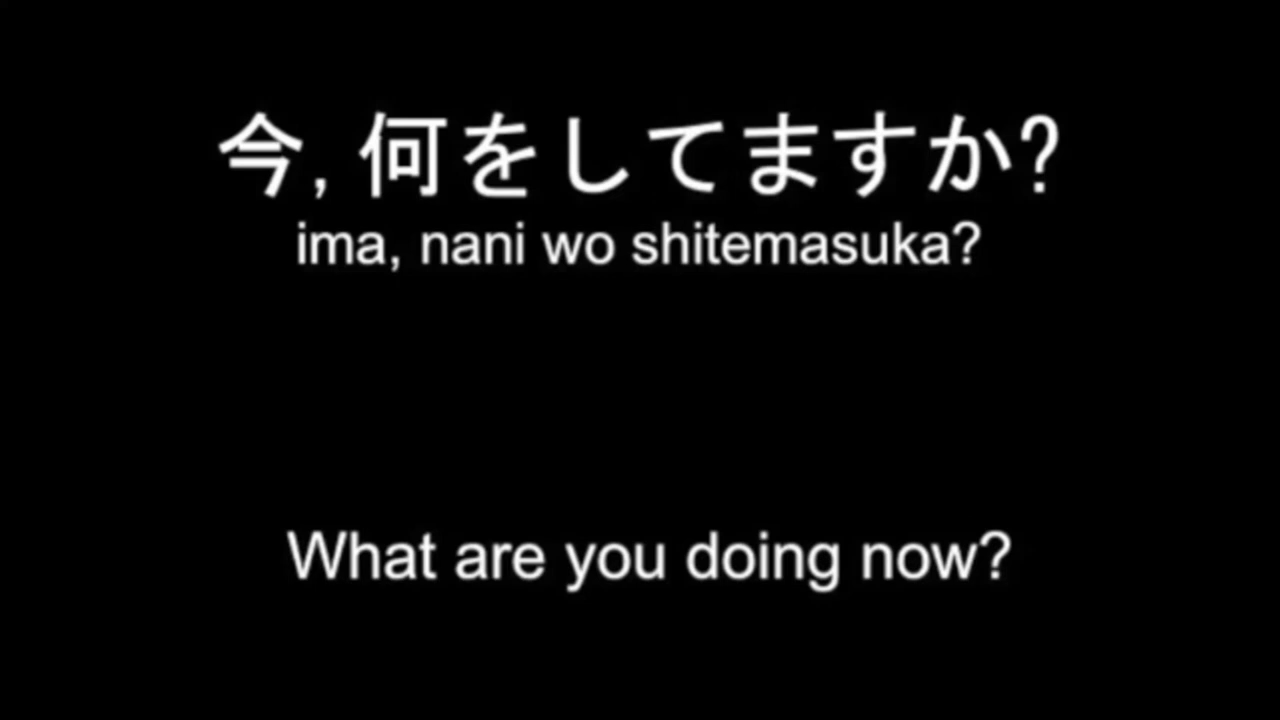 今,何をしてますか?
ima, nani wo shitemasuka?
What are you doing now?